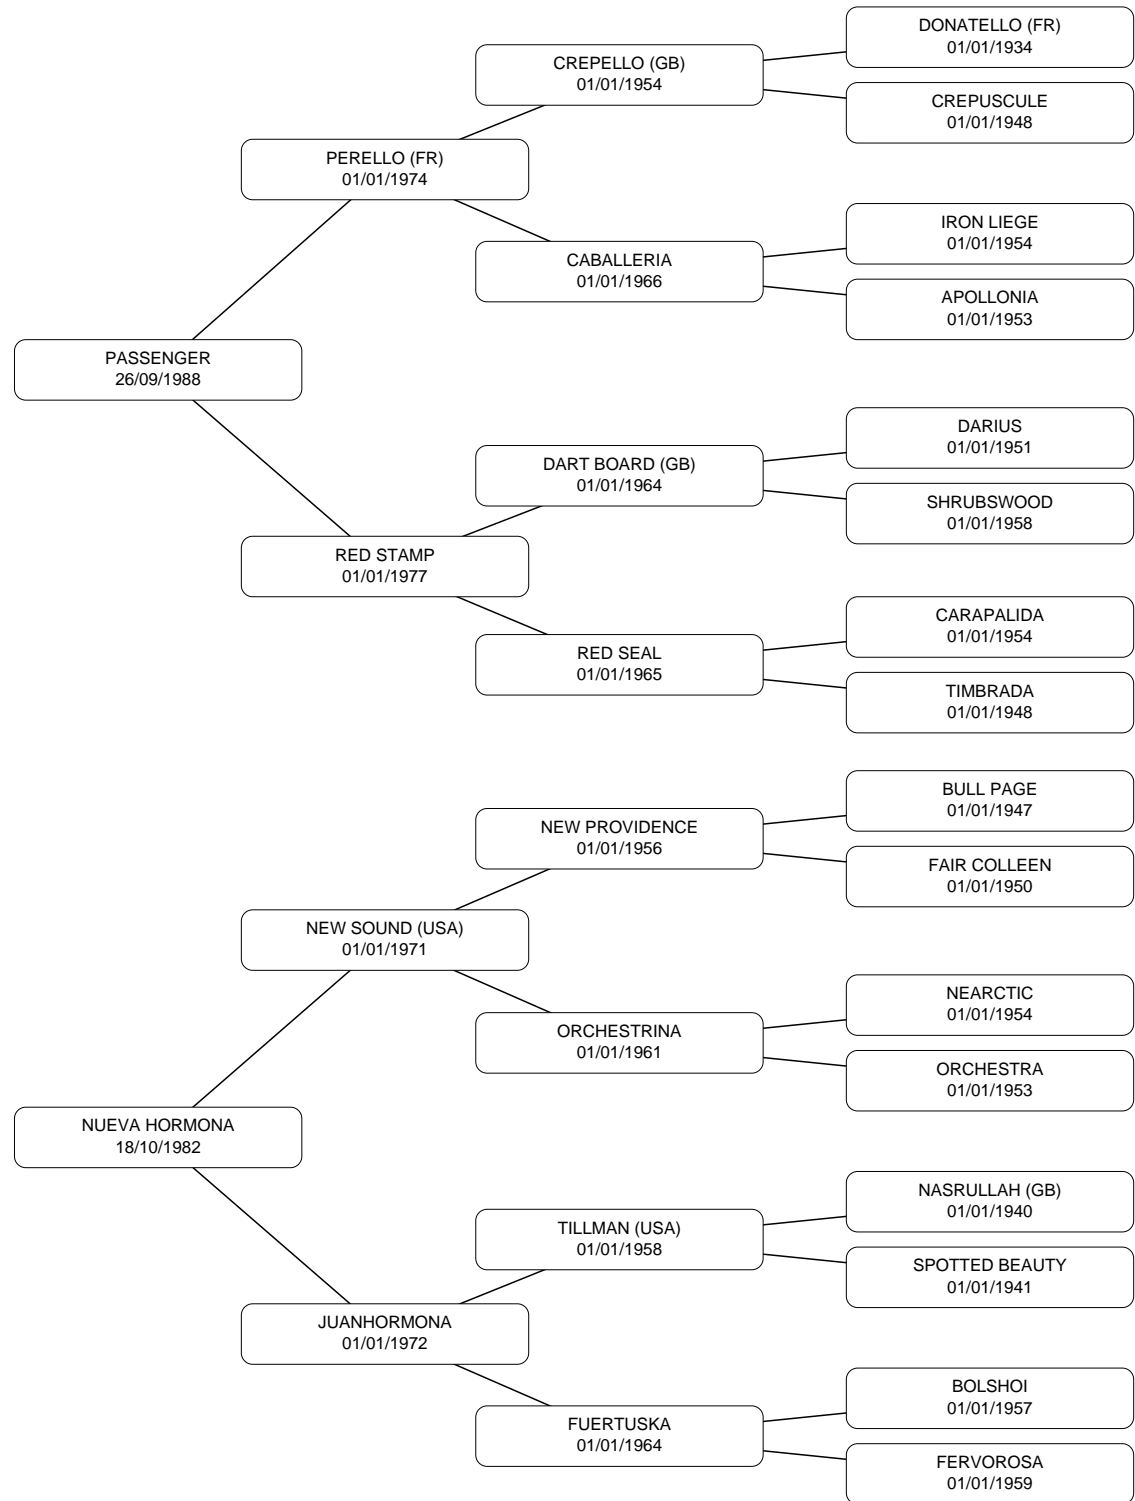 DONATELLO (FR)
01/01/1934
CREPELLO (GB)
01/01/1954
CREPUSCULE
01/01/1948
PERELLO (FR)
01/01/1974
IRON LIEGE
01/01/1954
CABALLERIA
01/01/1966
APOLLONIA
01/01/1953
PASSENGER
26/09/1988
DARIUS
01/01/1951
DART BOARD (GB)
01/01/1964
SHRUBSWOOD
01/01/1958
RED STAMP
01/01/1977
CARAPALIDA
01/01/1954
RED SEAL
01/01/1965
TIMBRADA
01/01/1948
BULL PAGE
01/01/1947
NEW PROVIDENCE
01/01/1956
FAIR COLLEEN
01/01/1950
NEW SOUND (USA)
01/01/1971
NEARCTIC
01/01/1954
ORCHESTRINA
01/01/1961
ORCHESTRA
01/01/1953
NUEVA HORMONA
18/10/1982
NASRULLAH (GB)
01/01/1940
TILLMAN (USA)
01/01/1958
SPOTTED BEAUTY
01/01/1941
JUANHORMONA
01/01/1972
BOLSHOI
01/01/1957
FUERTUSKA
01/01/1964
FERVOROSA
01/01/1959